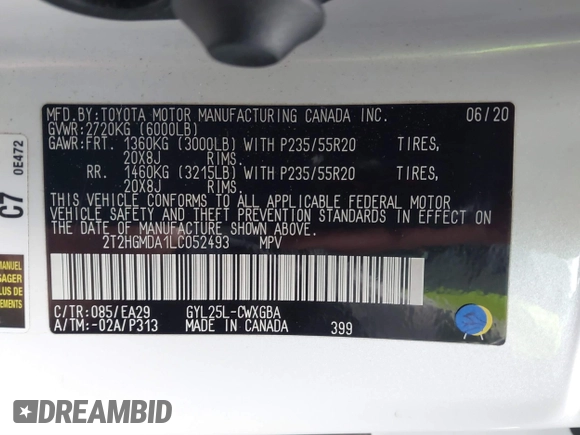 MFD.BY:TOYOTA MOTOR MANUFACTURING CANADA INC. 06/20
GVWR:2720KG (6000LB)
GAWR:FRT. 1360KG (3000LB) WITH P235/55R20 TIRES,
20X8J RIMS.
RR. 1460KG (3215LB) WITH P235/55R20 TIRES,
20X8J RIMS.
THIS VEHICLE CONFORMS TO ALL APPLICABLE FEDERAL MOTOR
VEHICLE SAFETY AND THEFT PREVENTION STANDARDS IN EFFECT
ON THE DATE OF MANUFACTURE SHOWN ABOVE.
2T2HGMDA1LC052493 MPV
C/TR:085/EA29 GYL25L-CWXGBA
A/TM:-02A/P313 MADE IN CANADA 399
C7 0E472
MANUEL
SAGER
PLUS DE
DREAMBID